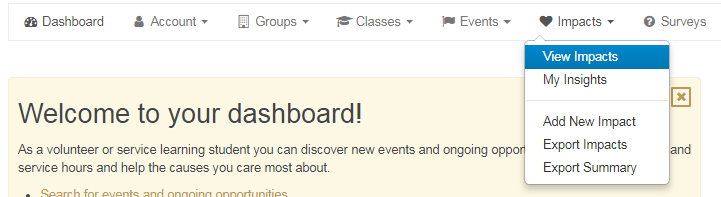 Dashboard Account Groups Classes Events Impacts Surveys
View Impacts
My Insights
Add New Impact
Export Impacts
Export Summary
Welcome to your dashboard!
As a volunteer or service learning student you can discover new events and ongoing and
service hours and help the causes you care most about.
Search for events and ongoing opportunities